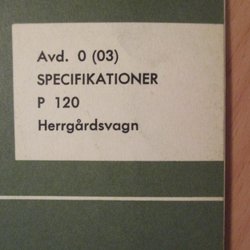 Avd. 0 (03)
SPECIFIKATIONER
P 120
Herrgårdsvagn